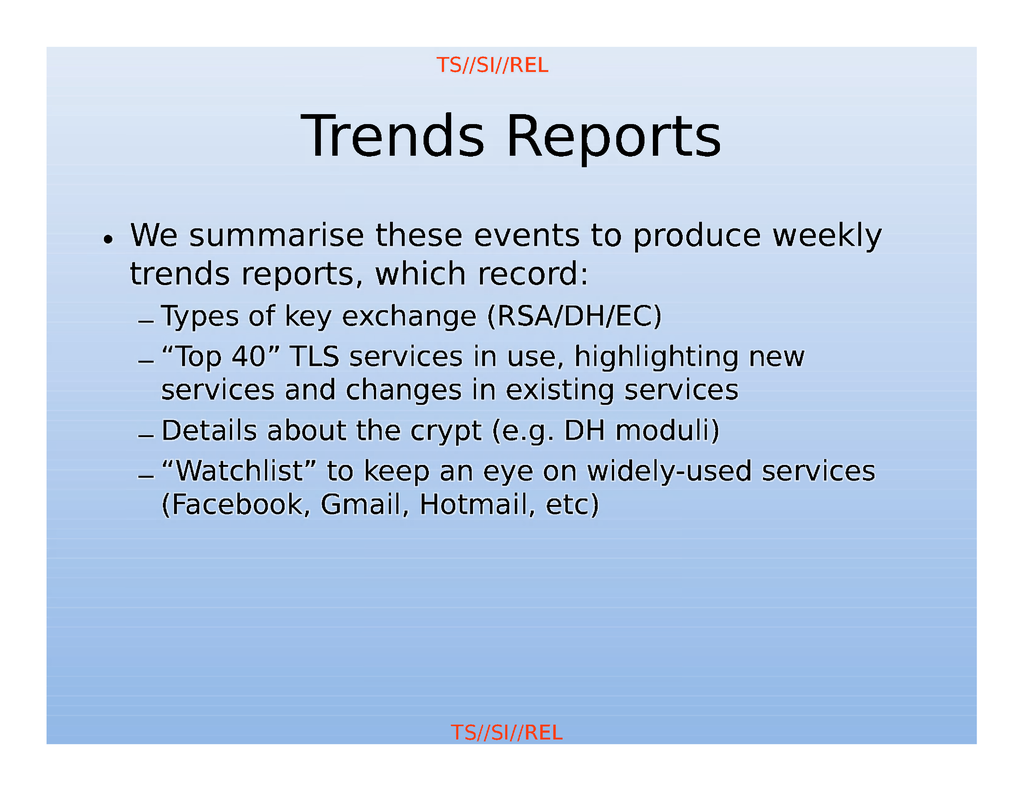 TS//SI//REL
Trends Reports
• We summarise these events to produce weekly
trends reports, which record:
– Types of key exchange (RSA/DH/EC)
– “Top 40” TLS services in use, highlighting new
services and changes in existing services
– Details about the crypt (e.g. DH moduli)
– “Watchlist” to keep an eye on widely-used services
(Facebook, Gmail, Hotmail, etc)
TS//SI//REL